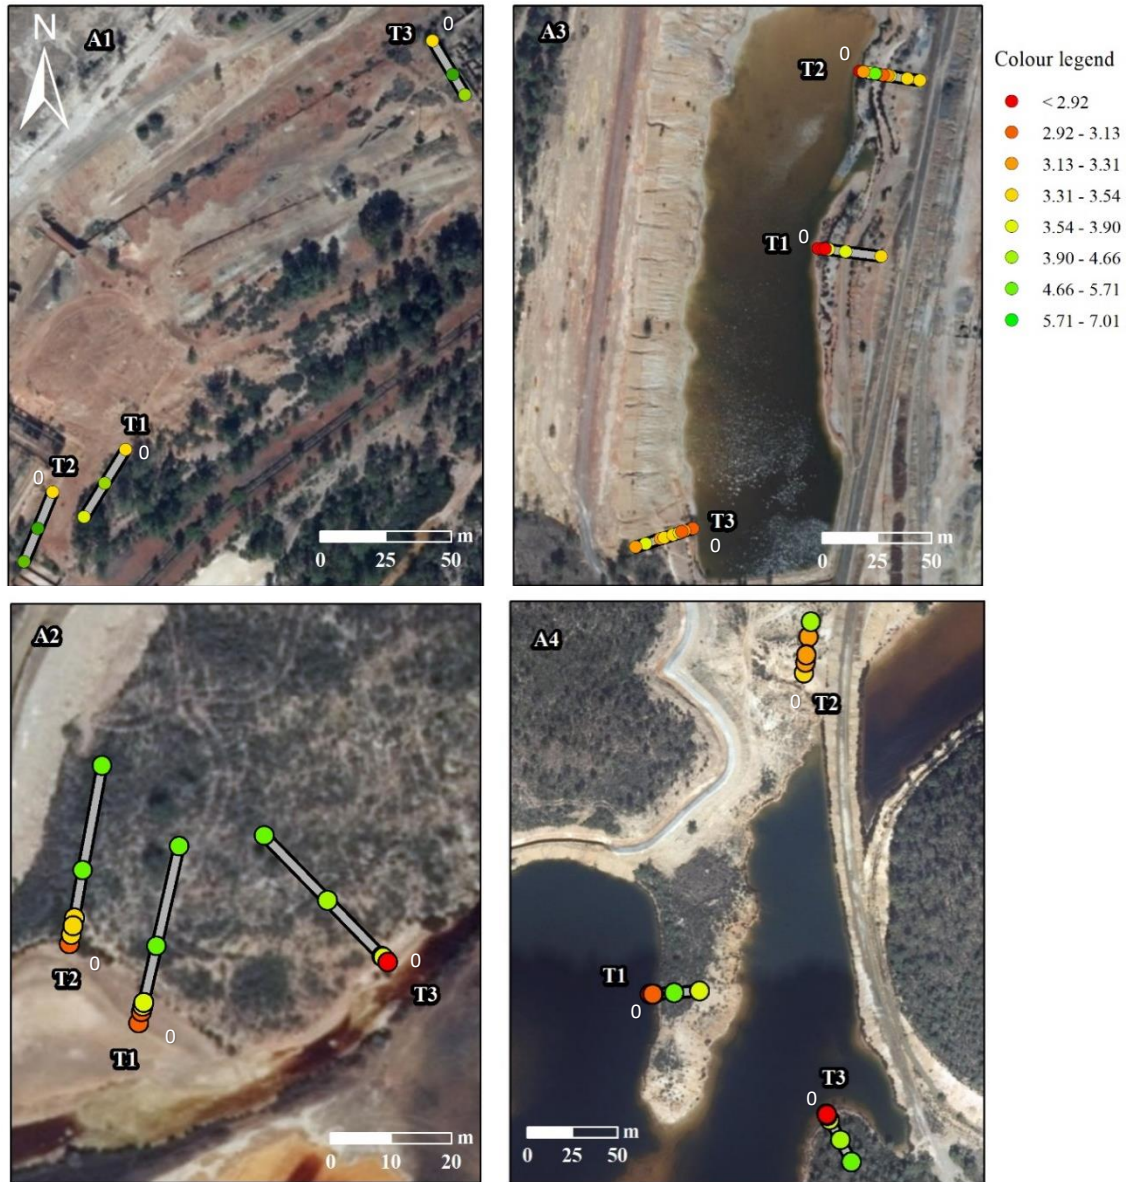 N
A1
T3
0
T1
0
T2
0
m
0 25 50
A3
0
T2
0
T1
T3
0
m
0 25 50
Colour legend
< 2.92
2.92 - 3.13
3.13 - 3.31
3.31 - 3.54
3.54 - 3.90
3.90 - 4.66
4.66 - 5.71
5.71 - 7.01
A2
0
T2
0
T3
0
T1
m
0 10 20
A4
0
T2
T1
0
T3
0
m
0 25 50